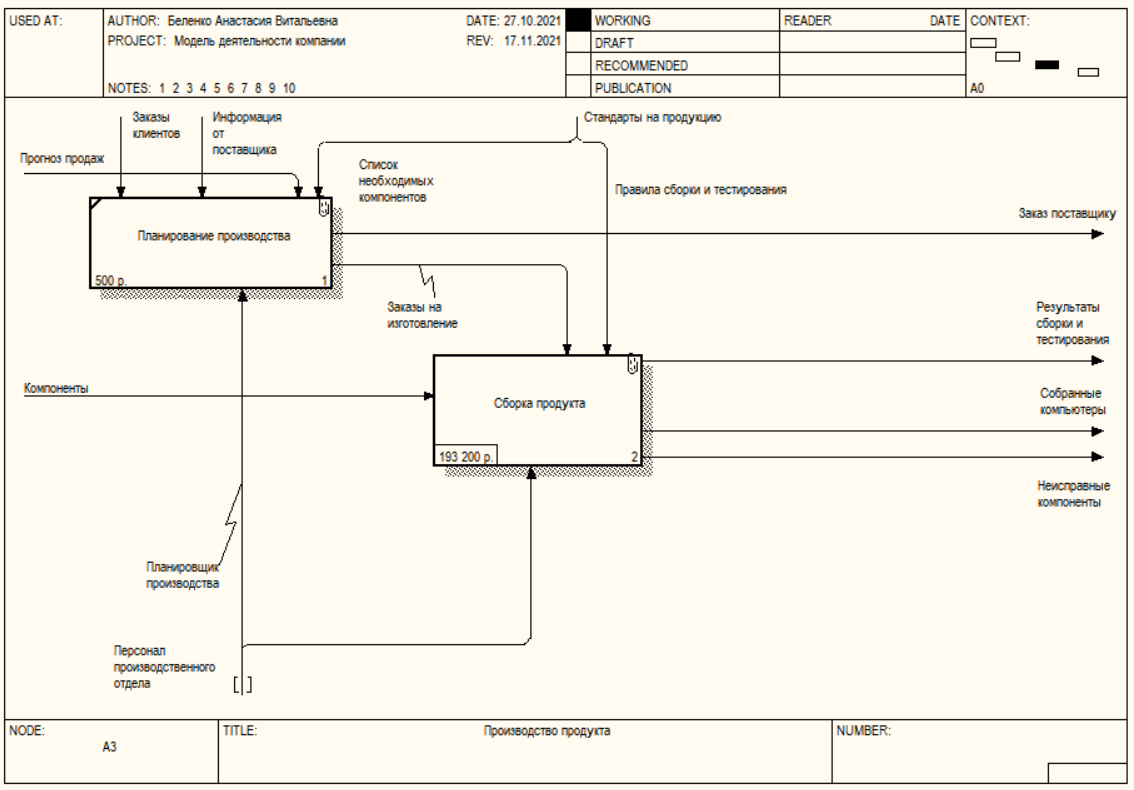 USED AT:
AUTHOR: Беленко Анастасия Витальевна
DATE: 27.10.2021
PROJECT: Модель деятельности компании
REV: 17.11.2021
NOTES: 1 2 3 4 5 6 7 8 9 10
WORKING
DRAFT
RECOMMENDED
PUBLICATION
READER DATE
CONTEXT:
A0
Заказы
клиентов
Информация
от
поставщика
Стандарты на продукцию
Прогноз продаж
Список
необходимых
компонентов
Правила сборки и тестирования
Заказ поставщику
Планирование производства
500 р.
1
Заказы на
изготовление
Результаты
сборки и
тестирования
Компоненты
Сборка продукта
193 200 р.
2
Собранные
компьютеры
Неисправные
компоненты
Планировщик
производства
Персонал
производственного
отдела
NODE:
A3
TITLE:
Производство продукта
NUMBER: